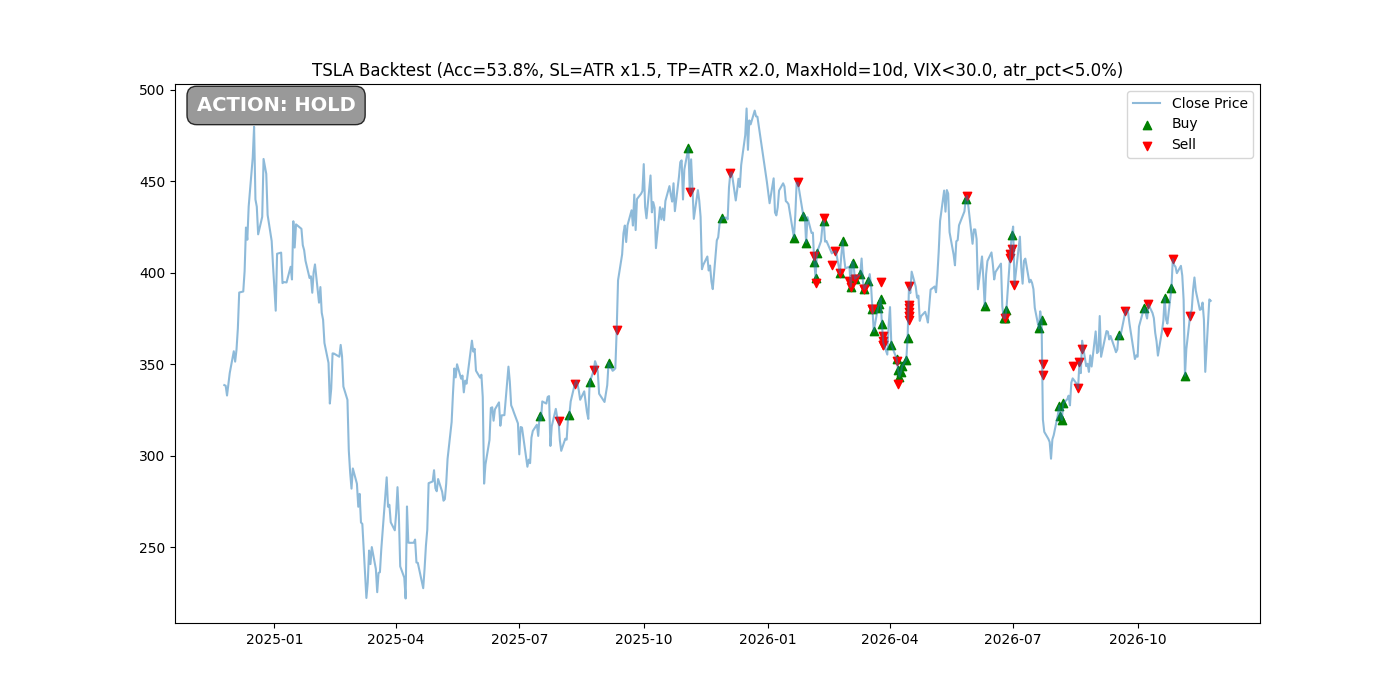 TSLA Backtest (Acc=53.8%, SL=ATR x1.5, TP=ATR x2.0, MaxHold=10d, VIX<30.0, atr_pct<5.0%)
ACTION: HOLD
Close Price
Buy
Sell
500
450
400
350
300
250
2025-01 2025-04 2025-07 2025-10 2026-01 2026-04 2026-07 2026-10